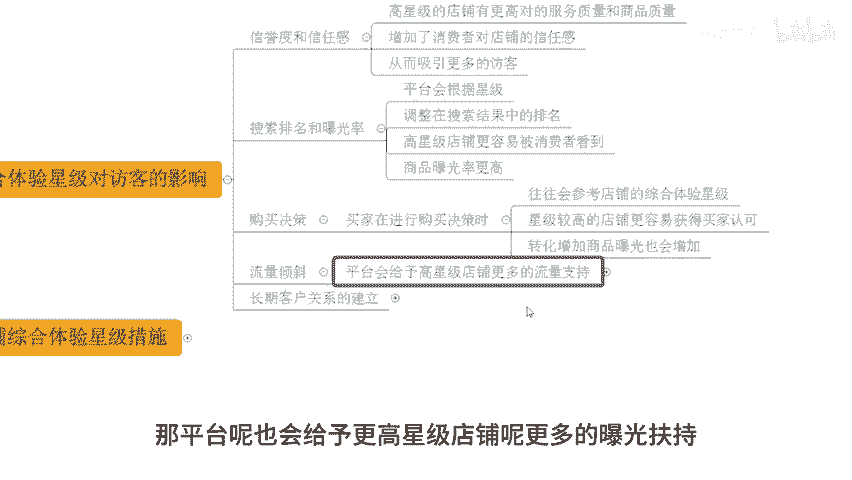 高星级的店铺有更高对的服务质量和商品质量
信誉度和信任感
增加了消费者对店铺的信任感
从而吸引更多的访客
平台会根据星级
调整在搜索结果中的排名
搜索排名和曝光率
高星级店铺更容易被消费者看到
商品曝光率更高
合体验星级对访客的影响
往往会参考店铺的综合体验星级
购买决策
买家在进行购买决策时
星级较高的店铺更容易获得买家认可
转化增加商品曝光也会增加
流量倾斜
平台会给予高星级店铺更多的流量支持
长期客户关系的建立
综合体验星级措施
那平台呢也会给予更高星级店铺呢更多的曝光扶持